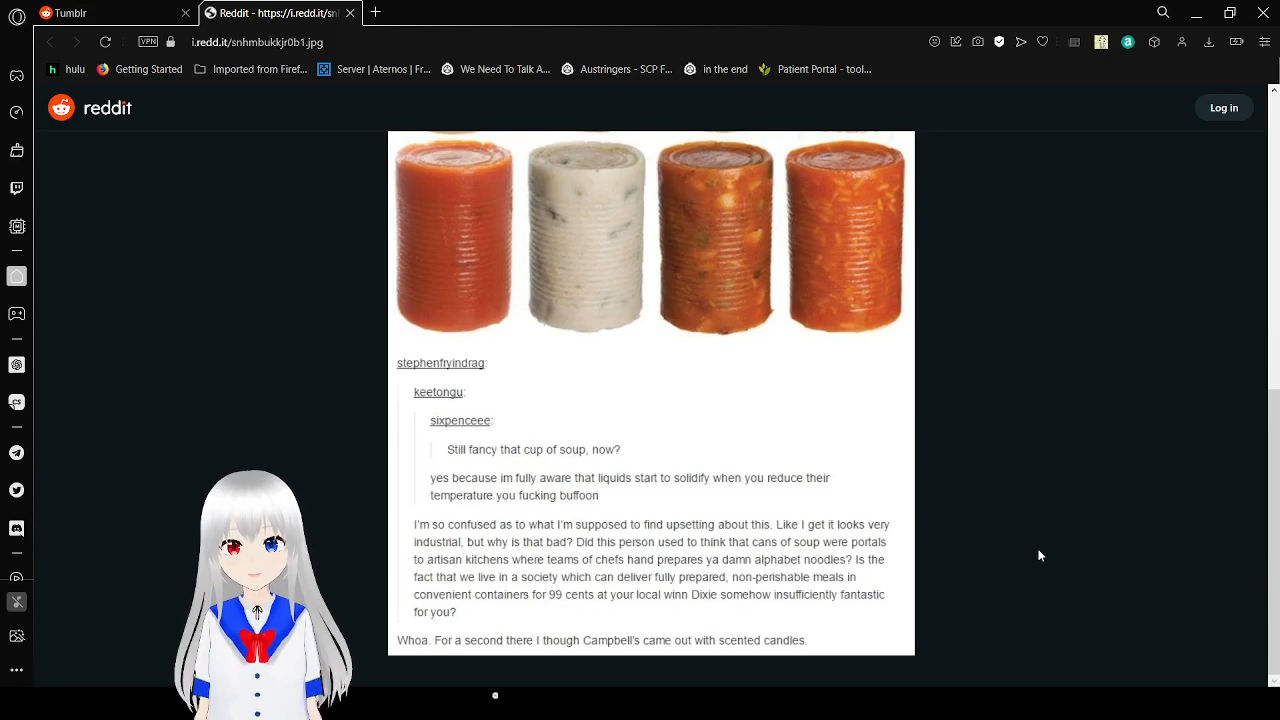 Tumblr
Reddit - https://i.redd.it/snh
VPN
i.redd.it/snhmbukkjr0b1.jpg
hulu
Getting Started
Imported from Firef...
Server | Aternos | Fr...
We Need To Talk A...
Austringers - SCP F...
in the end
Patient Portal - tool...
reddit
Log in
stephenfryindrag:
keetongu:
sixpenceee:
Still fancy that cup of soup, now?
yes because im fully aware that liquids start to solidify when you reduce their
temperature you fucking buffoon
I'm so confused as to what I'm supposed to find upsetting about this. Like I get it looks very
industrial, but why is that bad? Did this person used to think that cans of soup were portals
to artisan kitchens where teams of chefs hand prepares ya damn alphabet noodles? Is the
fact that we live in a society which can deliver fully prepared, non-perishable meals in
convenient containers for 99 cents at your local winn Dixie somehow insufficiently fantastic
for you?
Whoa. For a second there I though Campbell's came out with scented candles.